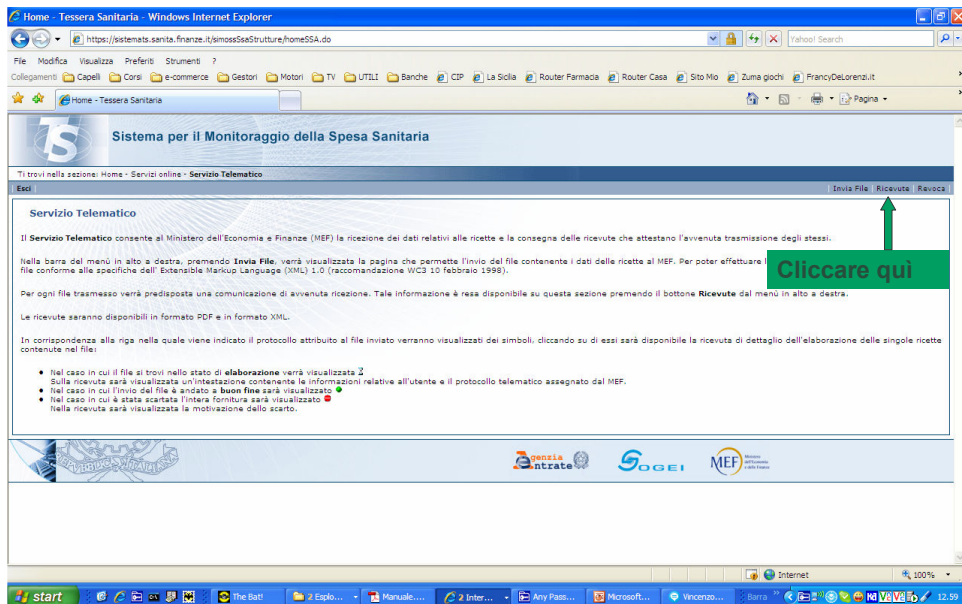 Home - Tessera Sanitaria - Windows Internet Explorer
https://sistemats.sanita.finanze.it/simossSsaStrutture/homeSSA.do
Yahoo! Search
File Modifica Visualizza Preferiti Strumenti ?
Collegamenti Capelli Corsi e-commerce Gestori Motori TV UTILI Banche CIP La Sicilia Router Farmacia Router Casa Sito Mio Zuma giochi FrancyDeLorenzi.it
Home - Tessera Sanitaria
Pagina
TS
Sistema per il Monitoraggio della Spesa Sanitaria
Ti trovi nella sezione: Home - Servizi online - Servizio Telematico
| Esci |
| Invia File | Ricevute | Revoca |
Servizio Telematico
Il Servizio Telematico consente al Ministero dell'Economia e Finanze (MEF) la ricezione dei dati relativi alle ricette e la consegna delle ricevute che attestano l'avvenuta trasmissione degli stessi.
Nella barra del menù in alto a destra, premendo Invia File, verrà visualizzata la pagina che permette l'invio del file contenente i dati delle ricette al MEF. Per poter effettuare
file conforme alle specifiche dell' Extensible Markup Language (XML) 1.0 (raccomandazione WC3 10 febbraio 1998).
Cliccare quì
Per ogni file trasmesso verrà predisposta una comunicazione di avvenuta ricezione. Tale informazione è resa disponibile su questa sezione premendo il bottone Ricevute dal menù in alto a destra.
Le ricevute saranno disponibili in formato PDF e in formato XML.
In corrispondenza alla riga nella quale viene indicato il protocollo attribuito al file inviato verranno visualizzati dei simboli, cliccando su di essi sarà disponibile la ricevuta di dettaglio dell'elaborazione delle singole ricette
contenute nel file:
Nel caso in cui il file si trovi nello stato di elaborazione verrà visualizzata
Sulla ricevuta sarà visualizzata un'intestazione contenente le informazioni relative all'utente e il protocollo telematico assegnato dal MEF.
Nel caso in cui l'invio del file è andato a buon fine sarà visualizzato
Nel caso in cui è stata scartata l'intera fornitura sarà visualizzato
Nella ricevuta sarà visualizzata la motivazione dello scarto.
REPVBBLICA ITALIANA
Agenzia Entrate
SOGEI
MEF Ministero dell'Economia e delle Finanze
Internet
100%
start
The Bat!
2 Esplo...
Manuale....
2 Inter...
Any Pass...
Microsoft...
Vincenzo...
Barra
12.59